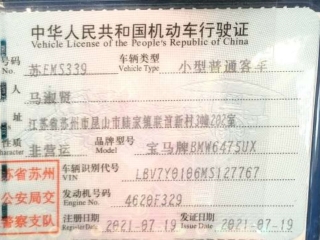 中华人民共和国机动车行驶证
Vehicle License of the People's Republic of China
号码 苏EMS339 车辆类型 小型普通客车
No. Vehicle Type
人 马淑贤
址 江苏省苏州市昆山市陆家镇 新村3幢202室
性质 非营运 品牌型号 宝马牌BMW6475UX
Character
苏省苏州
公安局交
警察支队
车辆识别代号 LBV7Y0106MS127767
VIN
发动机号码 4620F329
注册日期 2021-07-19 发证日期 2021-07-19
Register Date Issue Date